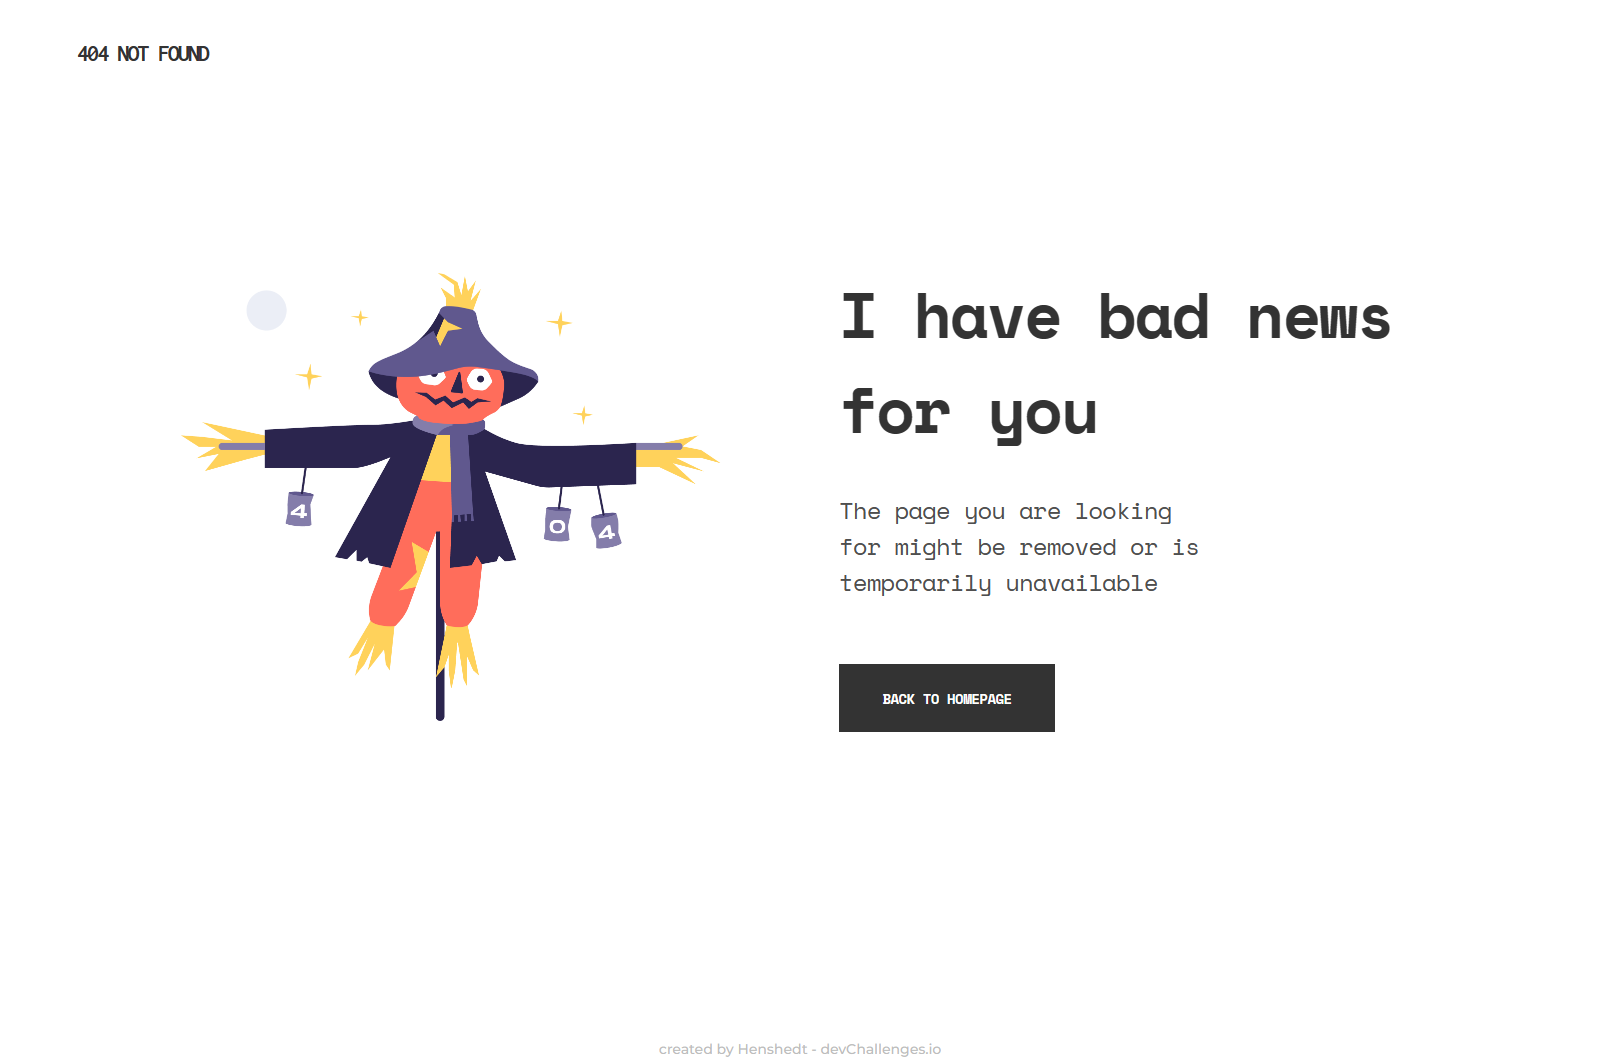 404 NOT FOUND
I have bad news
for you
4
0
4
The page you are looking
for might be removed or is
temporarily unavailable
BACK TO HOMEPAGE
created by Henshedt - devChallenges.io